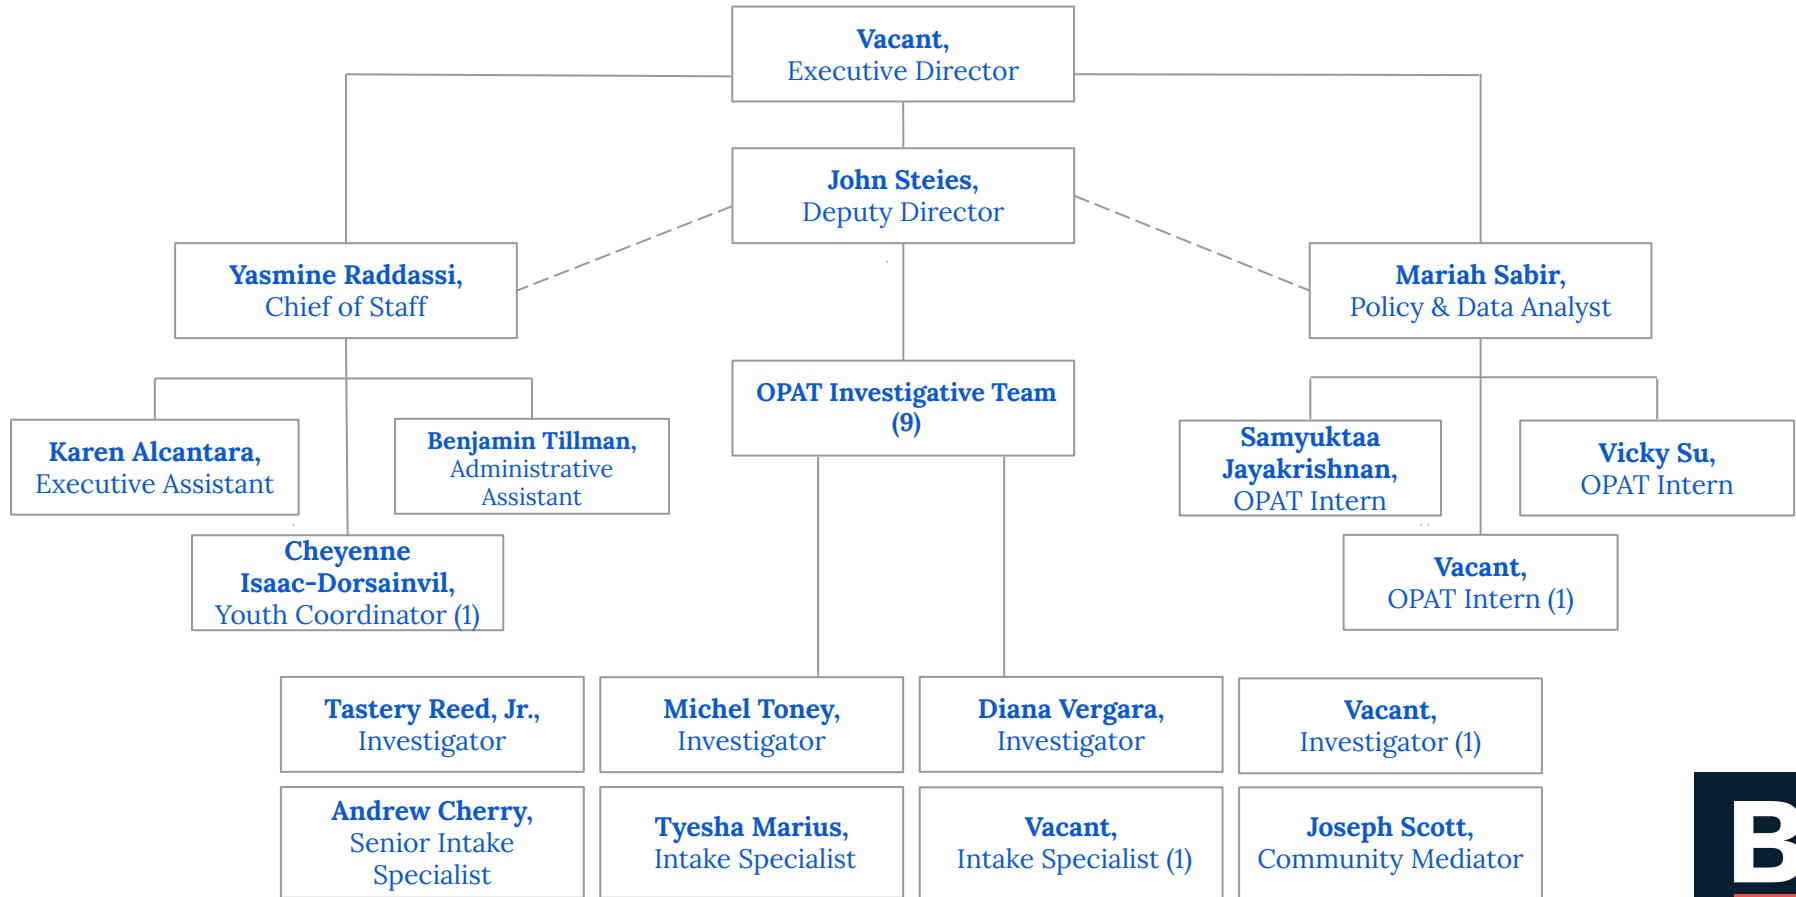 Vacant,
Executive Director
John Steies,
Deputy Director
Yasmine Raddassi,
Chief of Staff
Mariah Sabir,
Policy & Data Analyst
OPAT Investigative Team
(9)
Karen Alcantara,
Executive Assistant
Benjamin Tillman,
Administrative
Assistant
Samyuktaa
Jayakrishnan,
OPAT Intern
Vicky Su,
OPAT Intern
Cheyenne
Isaac-Dorsainvil,
Youth Coordinator (1)
Vacant,
OPAT Intern (1)
Tastery Reed, Jr.,
Investigator
Michel Toney,
Investigator
Diana Vergara,
Investigator
Vacant,
Investigator (1)
Andrew Cherry,
Senior Intake
Specialist
Tyesha Marius,
Intake Specialist
Vacant,
Intake Specialist (1)
Joseph Scott,
Community Mediator
B